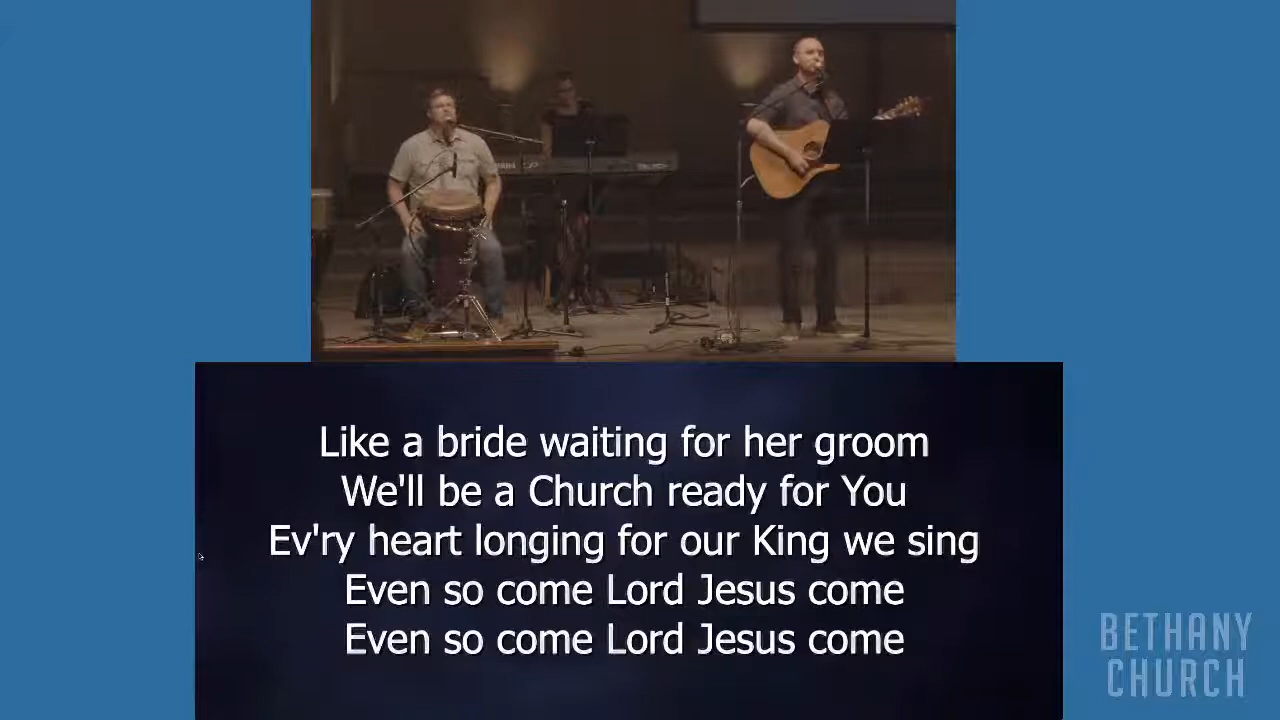 Like a bride waiting for her groom
We'll be a Church ready for You
Ev'ry heart longing for our King we sing
Even so come Lord Jesus come
Even so come Lord Jesus come
BETHANY
CHURCH